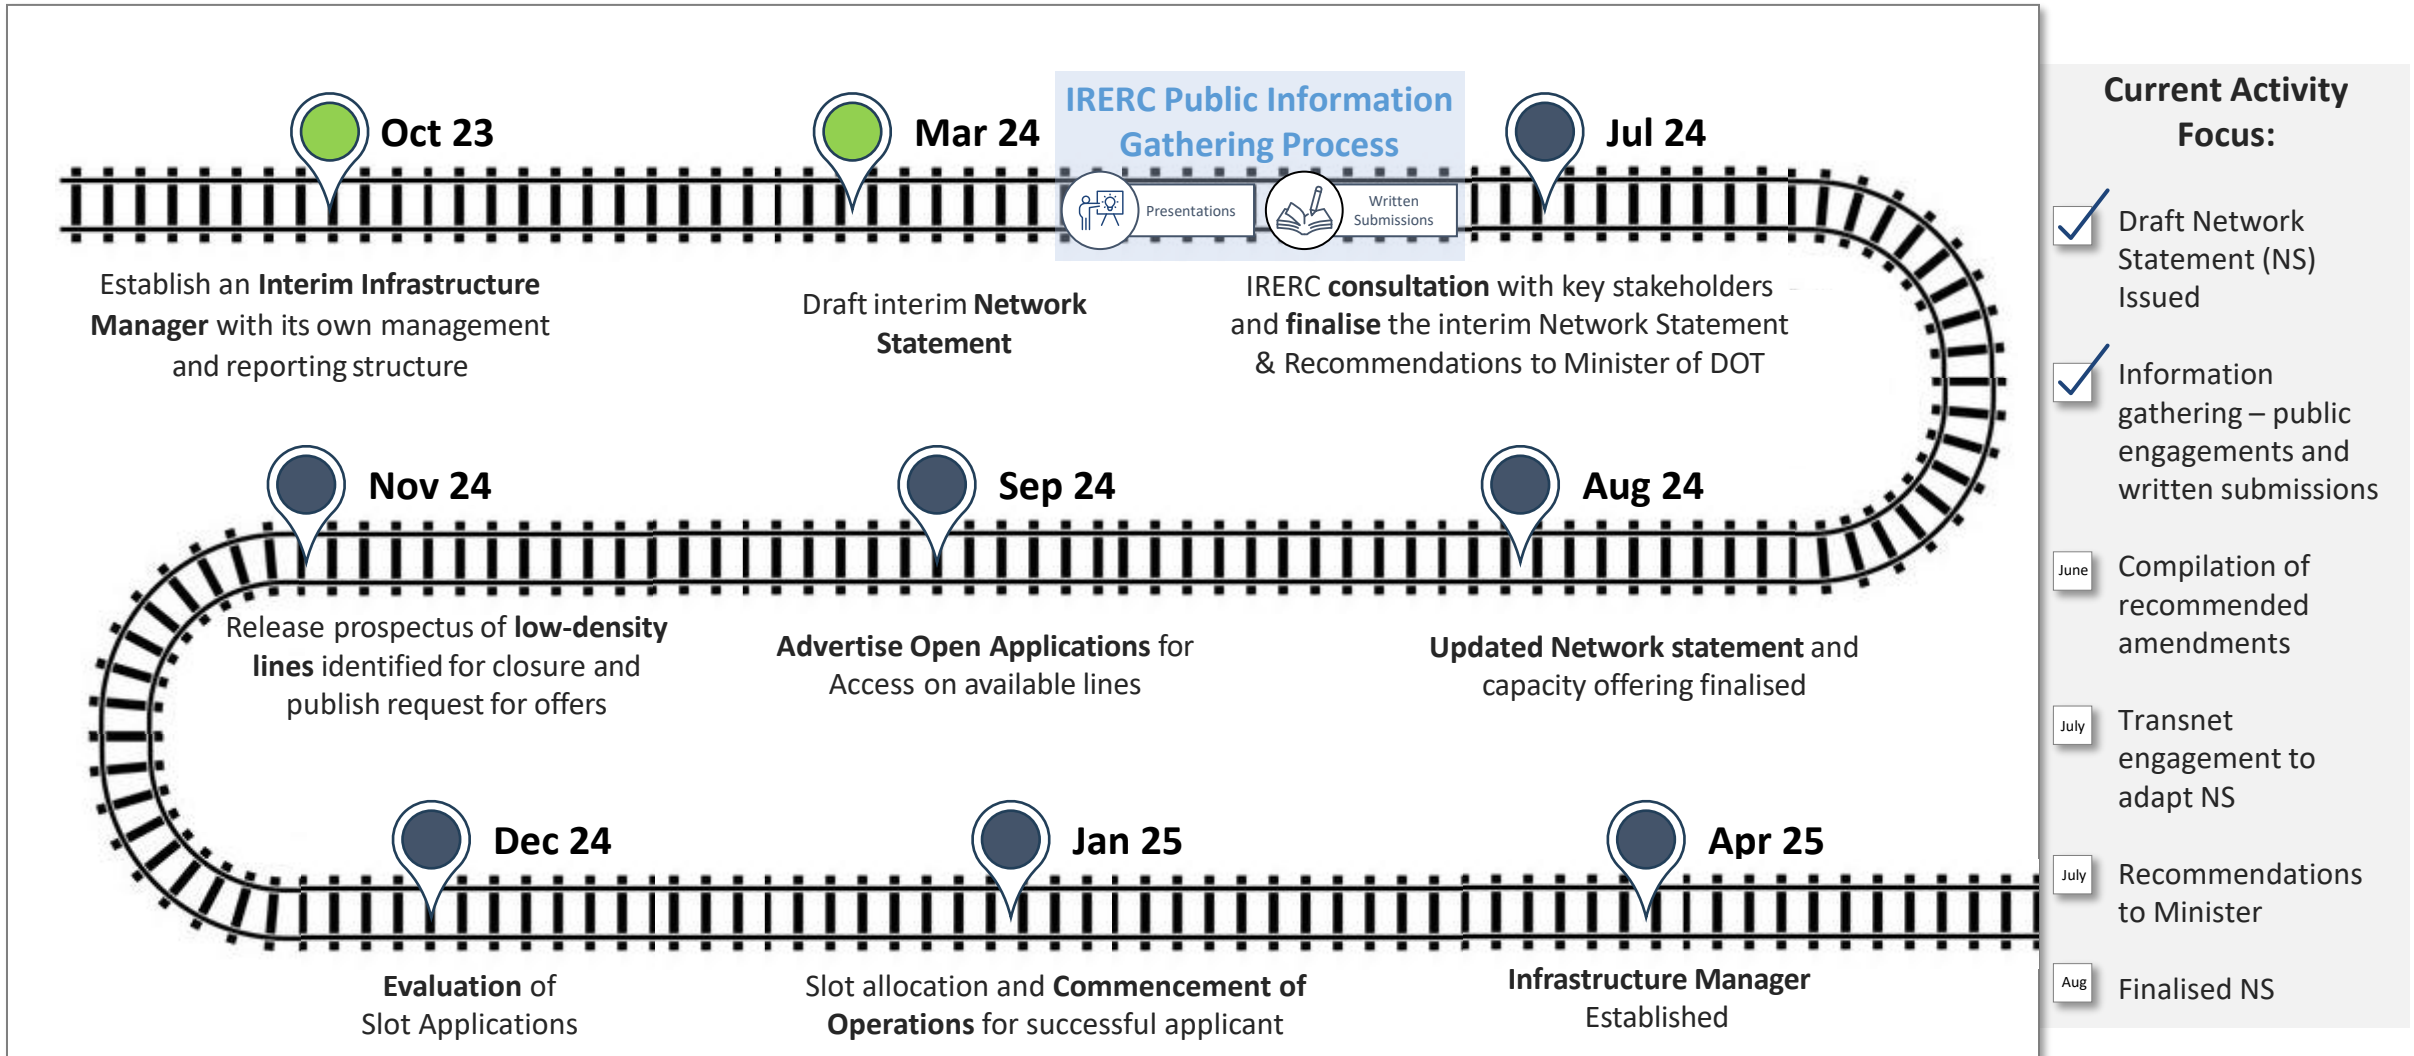 Oct 23
Mar 24
IRERC Public Information
Gathering Process
Presentations
Written
Submissions
Jul 24
Establish an Interim Infrastructure
Manager with its own management
and reporting structure
Draft interim Network
Statement
IRERC consultation with key stakeholders
and finalise the interim Network Statement
& Recommendations to Minister of DOT
Nov 24
Sep 24
Aug 24
Release prospectus of low-density
lines identified for closure and
publish request for offers
Advertise Open Applications for
Access on available lines
Updated Network statement and
capacity offering finalised
Dec 24
Jan 25
Apr 25
Evaluation of
Slot Applications
Slot allocation and Commencement of
Operations for successful applicant
Infrastructure Manager
Established
Current Activity
Focus:
Draft Network
Statement (NS)
Issued
Information
gathering – public
engagements and
written submissions
June
Compilation of
recommended
amendments
July
Transnet
engagement to
adapt NS
July
Recommendations
to Minister
Aug
Finalised NS